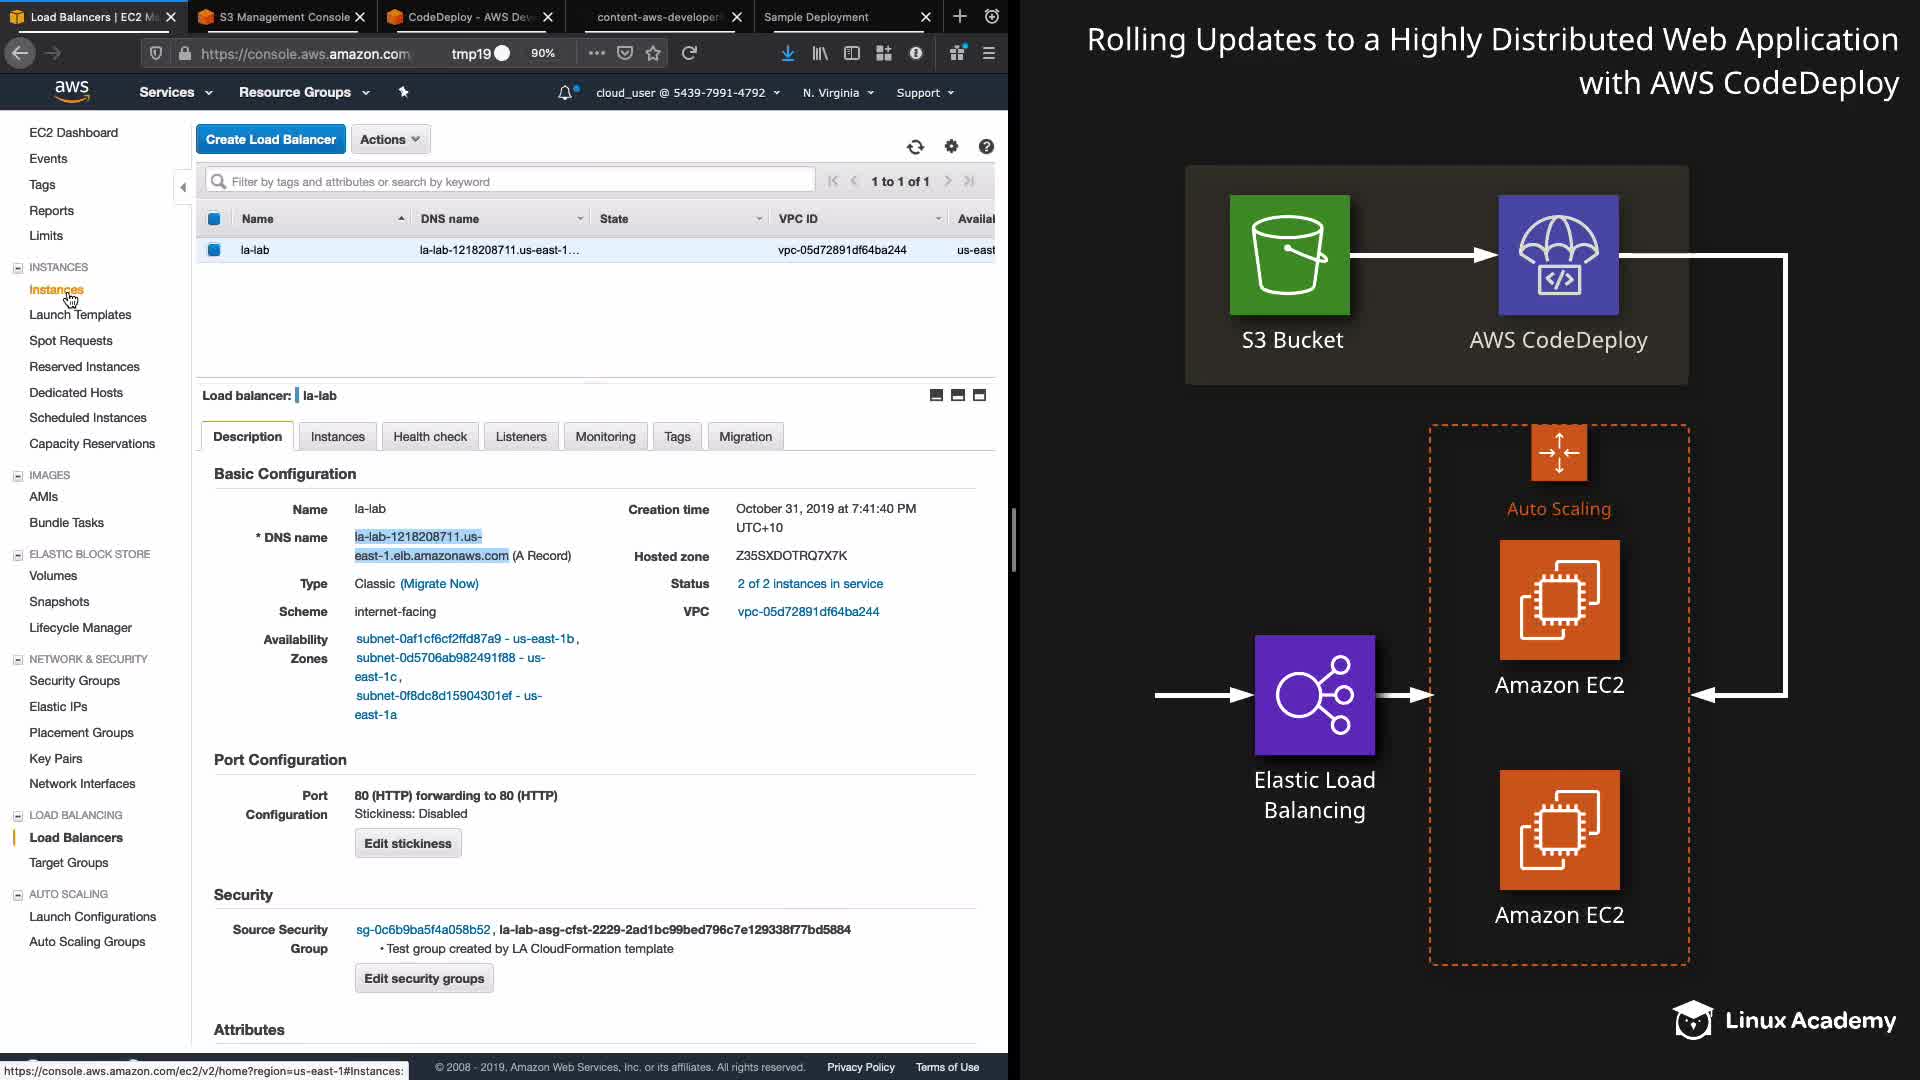 Load Balancers | EC2 M
S3 Management Console
CodeDeploy - AWS Dev
content-aws-developer
Sample Deployment
https://console.aws.amazon.com
tmp19
90%
aws
Services
Resource Groups
cloud_user @ 5439-7991-4792
N. Virginia
Support
EC2 Dashboard
Events
Tags
Reports
Limits
INSTANCES
Instances
Launch Templates
Spot Requests
Reserved Instances
Dedicated Hosts
Scheduled Instances
Capacity Reservations
IMAGES
AMIs
Bundle Tasks
ELASTIC BLOCK STORE
Volumes
Snapshots
Lifecycle Manager
NETWORK & SECURITY
Security Groups
Elastic IPs
Placement Groups
Key Pairs
Network Interfaces
LOAD BALANCING
Load Balancers
Target Groups
AUTO SCALING
Launch Configurations
Auto Scaling Groups
Create Load Balancer
Actions
Filter by tags and attributes or search by keyword
1 to 1 of 1
Name DNS name State VPC ID Availal
la-lab la-lab-1218208711.us-east-1... vpc-05d72891df64ba244 us-east
Load balancer: la-lab
Description Instances Health check Listeners Monitoring Tags Migration
Basic Configuration
Name la-lab
* DNS name la-lab-1218208711.us-
east-1.elb.amazonaws.com (A Record)
Type Classic (Migrate Now)
Scheme internet-facing
Availability subnet-0af1cf6cf2ffd87a9 - us-east-1b,
Zones subnet-0d5706ab982491f88 - us-
east-1c,
subnet-0f8dc8d15904301ef - us-
east-1a
Creation time October 31, 2019 at 7:41:40 PM
UTC+10
Hosted zone Z35SXDOTRQ7X7K
Status 2 of 2 instances in service
VPC vpc-05d72891df64ba244
Port Configuration
Port 80 (HTTP) forwarding to 80 (HTTP)
Configuration Stickiness: Disabled
Edit stickiness
Security
Source Security sg-0c6b9ba5f4a058b52, la-lab-asg-cfst-2229-2ad1bc99bed796c7e129338f77bd5884
Group • Test group created by LA CloudFormation template
Edit security groups
Attributes
https://console.aws.amazon.com/ec2/v2/home?region=us-east-1#Instances:
© 2008 - 2019, Amazon Web Services, Inc. or its affiliates. All rights reserved. Privacy Policy Terms of Use
Rolling Updates to a Highly Distributed Web Application
with AWS CodeDeploy
S3 Bucket
AWS CodeDeploy
Auto Scaling
Amazon EC2
Elastic Load
Balancing
Amazon EC2
Linux Academy